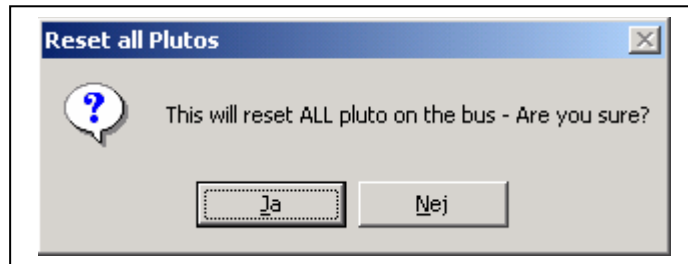 Reset all Plutos
This will reset ALL pluto on the bus - Are you sure?
Ja
Nej